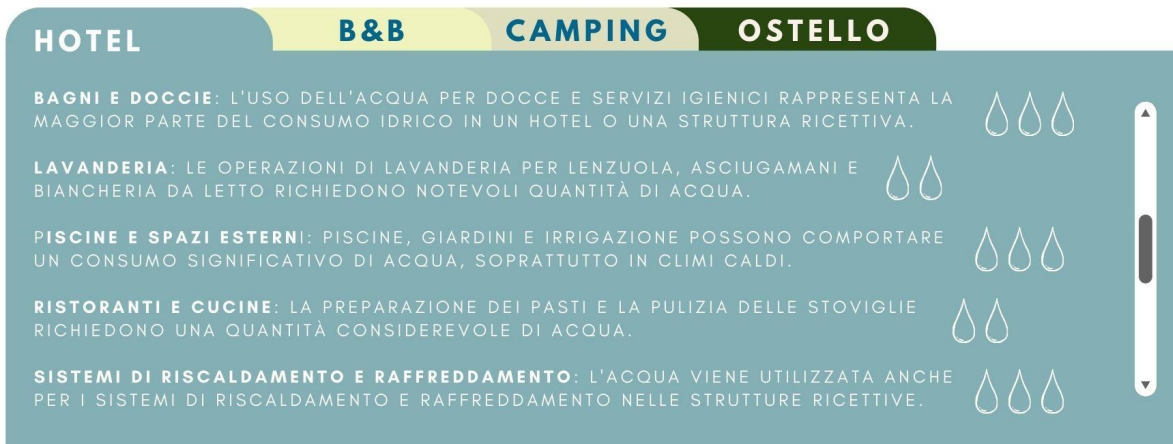 HOTEL
B&B
CAMPING
OSTELLO
BAGNI E DOCCIE: L'USO DELL'ACQUA PER DOCCE E SERVIZI IGIENICI RAPPRESENTA LA
MAGGIOR PARTE DEL CONSUMO IDRICO IN UN HOTEL O UNA STRUTTURA RICETTIVA.
LAVANDERIA: LE OPERAZIONI DI LAVANDERIA PER LENZUOLA, ASCIUGAMANI E
BIANCHERIA DA LETTO RICHIEDONO NOTEVOLI QUANTITÀ DI ACQUA.
PISCINE E SPAZI ESTERNI: PISCINE, GIARDINI E IRRIGAZIONE POSSONO COMPORTARE
UN CONSUMO SIGNIFICATIVO DI ACQUA, SOPRATTUTTO IN CLIMI CALDI.
RISTORANTI E CUCINE: LA PREPARAZIONE DEI PASTI E LA PULIZIA DELLE STOVIGLIE
RICHIEDONO UNA QUANTITÀ CONSIDEREVOLE DI ACQUA.
SISTEMI DI RISCALDAMENTO E RAFFREDDAMENTO: L'ACQUA VIENE UTILIZZATA ANCHE
PER I SISTEMI DI RISCALDAMENTO E RAFFREDDAMENTO NELLE STRUTTURE RICETTIVE.